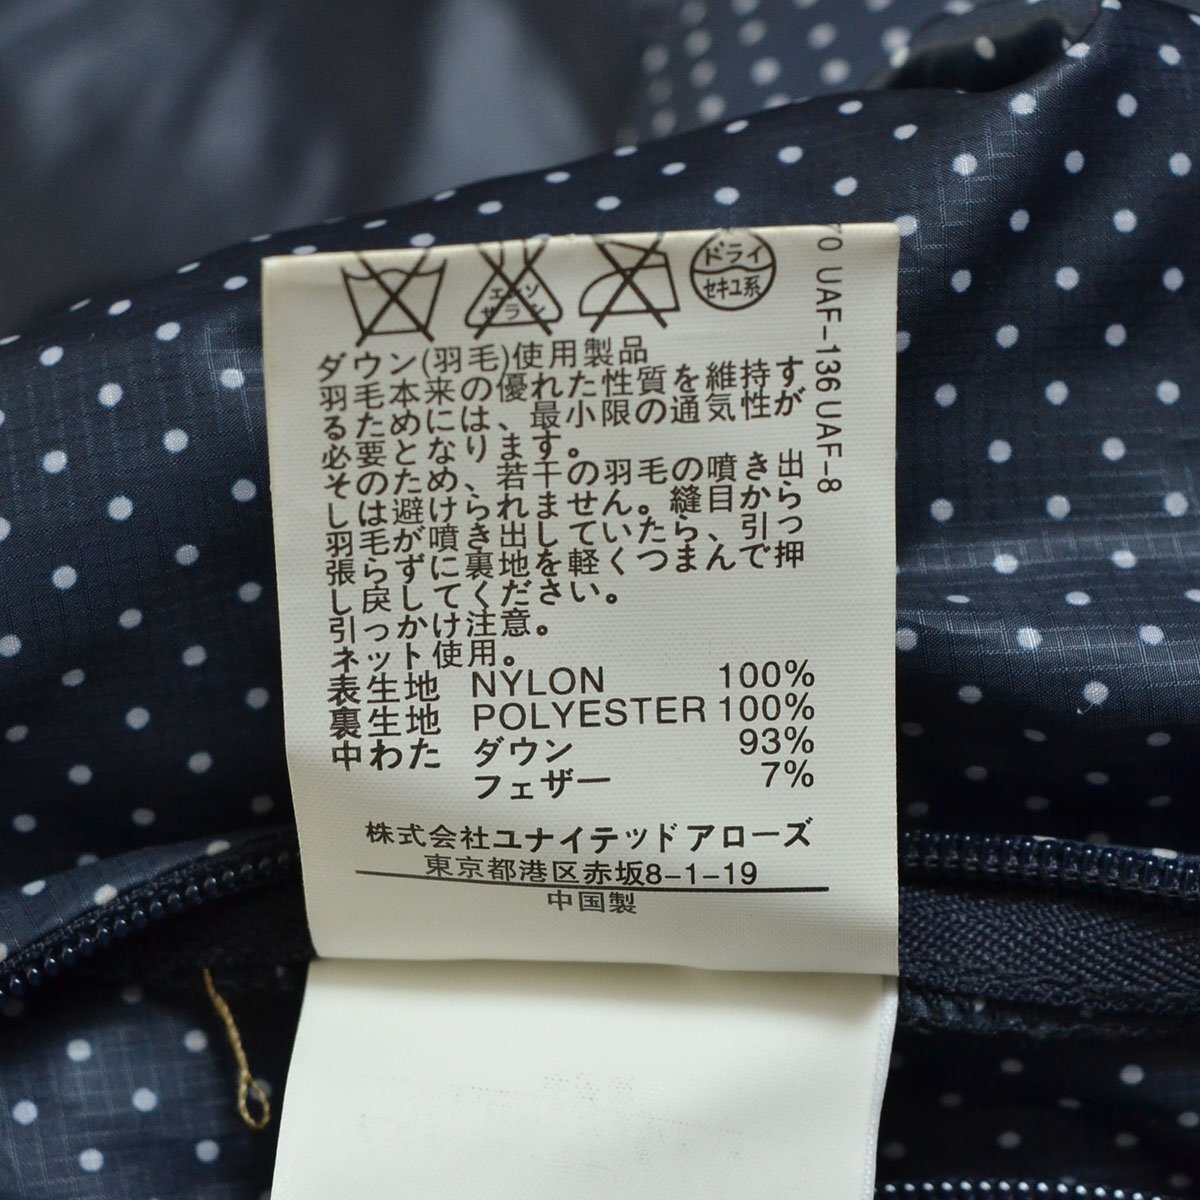 ドライ
エンソ
サラシ
セキユ系
ダウン(羽毛)使用製品
羽毛本来の優れた性質を維持す
るためには、最小限の通気性が
必要となります。
そのため、若干の羽毛の噴き出
しは避けられません。縫目から
羽毛が噴き出していたら、引っ
張らずに裏地を軽くつまんで押
し戻してください。
引っかけ注意。
ネット使用。
表生地 NYLON 100%
裏生地 POLYESTER 100%
中わた ダウン 93%
フェザー 7%
株式会社ユナイテッドアローズ
東京都港区赤坂8-1-19
中国製
70 UAF-136 UAF-8